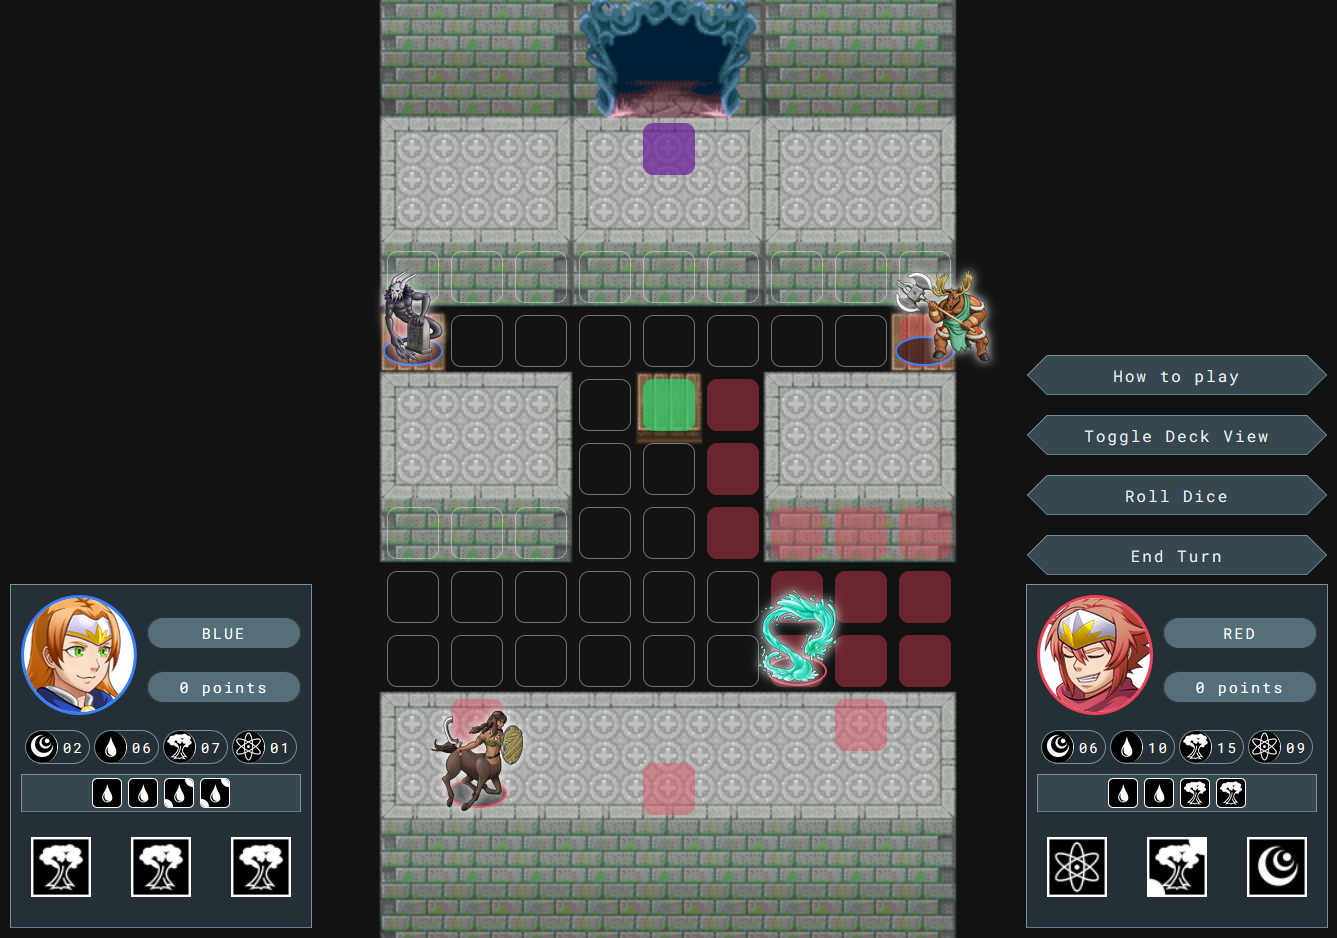 How to play
Toggle Deck View
Roll Dice
End Turn
BLUE
0 points
02 06 07 01
RED
0 points
06 10 15 09